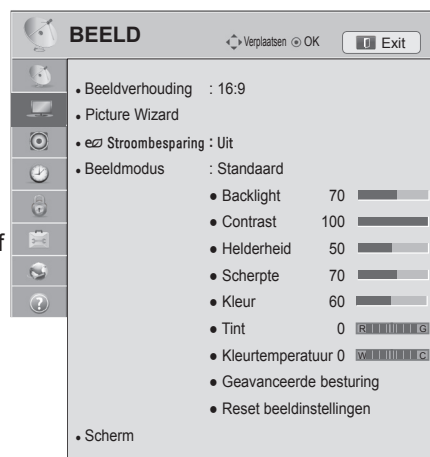 BEELD Verplaatsen OK Exit
• Beeldverhouding : 16:9
• Picture Wizard
• Stroombesparing : Uit
• Beeldmodus : Standaard
• Backlight 70
• Contrast 100
• Helderheid 50
f
• Scherpte 70
• Kleur 60
• Tint 0 R G
• Kleurtemperatuur 0 W C
• Geavanceerde besturing
• Reset beeldinstellingen
• Scherm